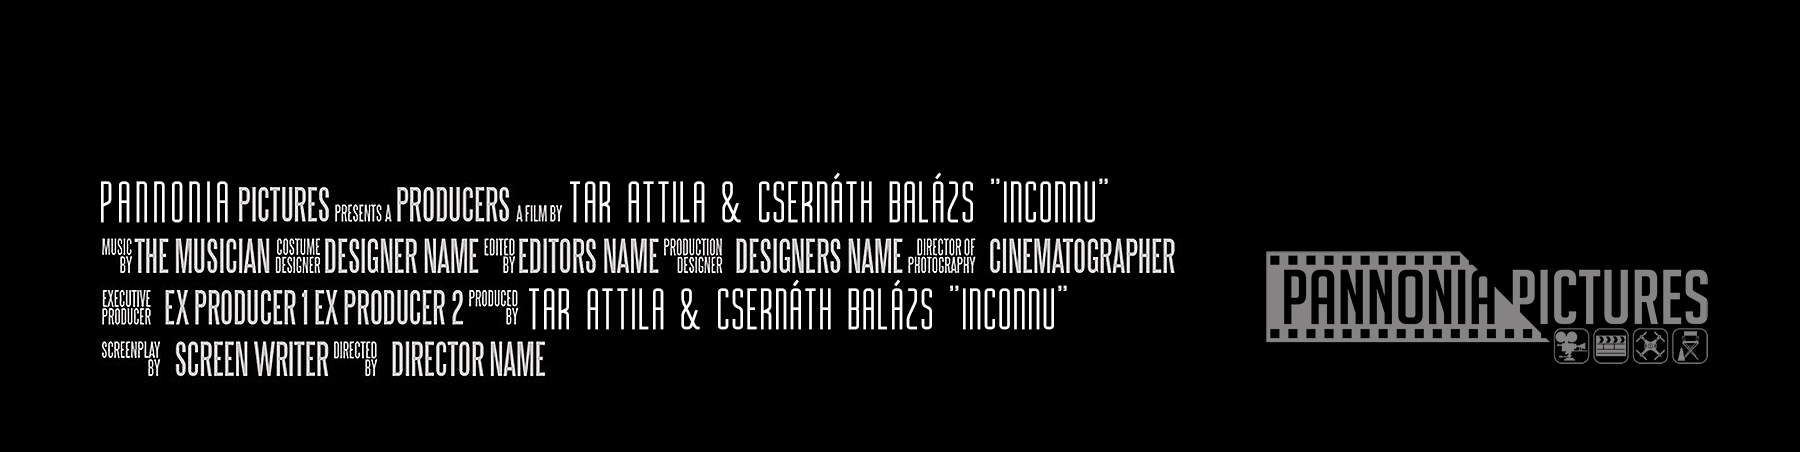 PANNONIA PICTURES PRESENTS A PRODUCERS A FILM BY TAR ATTILA & CSERNÁTH BALÁZS "INCONNU"
MUSIC BY THE MUSICIAN COSTUME DESIGNER DESIGNER NAME EDITED BY EDITORS NAME PRODUCTION DESIGNER DESIGNERS NAME DIRECTOR OF PHOTOGRAPHY CINEMATOGRAPHER
EXECUTIVE PRODUCER EX PRODUCER 1 EX PRODUCER 2 PRODUCED BY TAR ATTILA & CSERNÁTH BALÁZS "INCONNU"
SCREENPLAY BY SCREEN WRITER DIRECTED BY DIRECTOR NAME
PANNONIA PICTURES